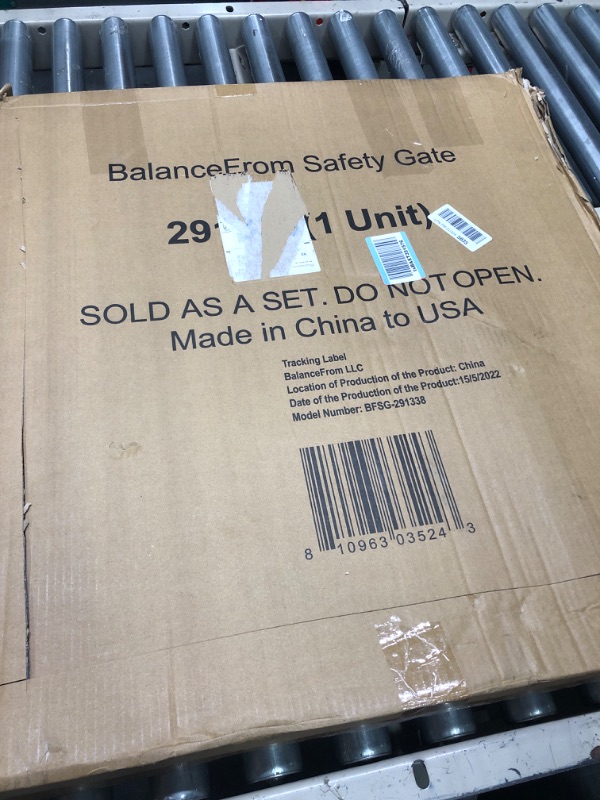 BalanceFrom Safety Gate
(1 Unit)
SOLD AS A SET. DO NOT OPEN.
Made in China to USA
Tracking Label
BalanceFrom LLC
Location of Production of the Product: China
Date of the Production of the Product:15/5/2022
Model Number: BFSG-291338
8 10963 03524 3